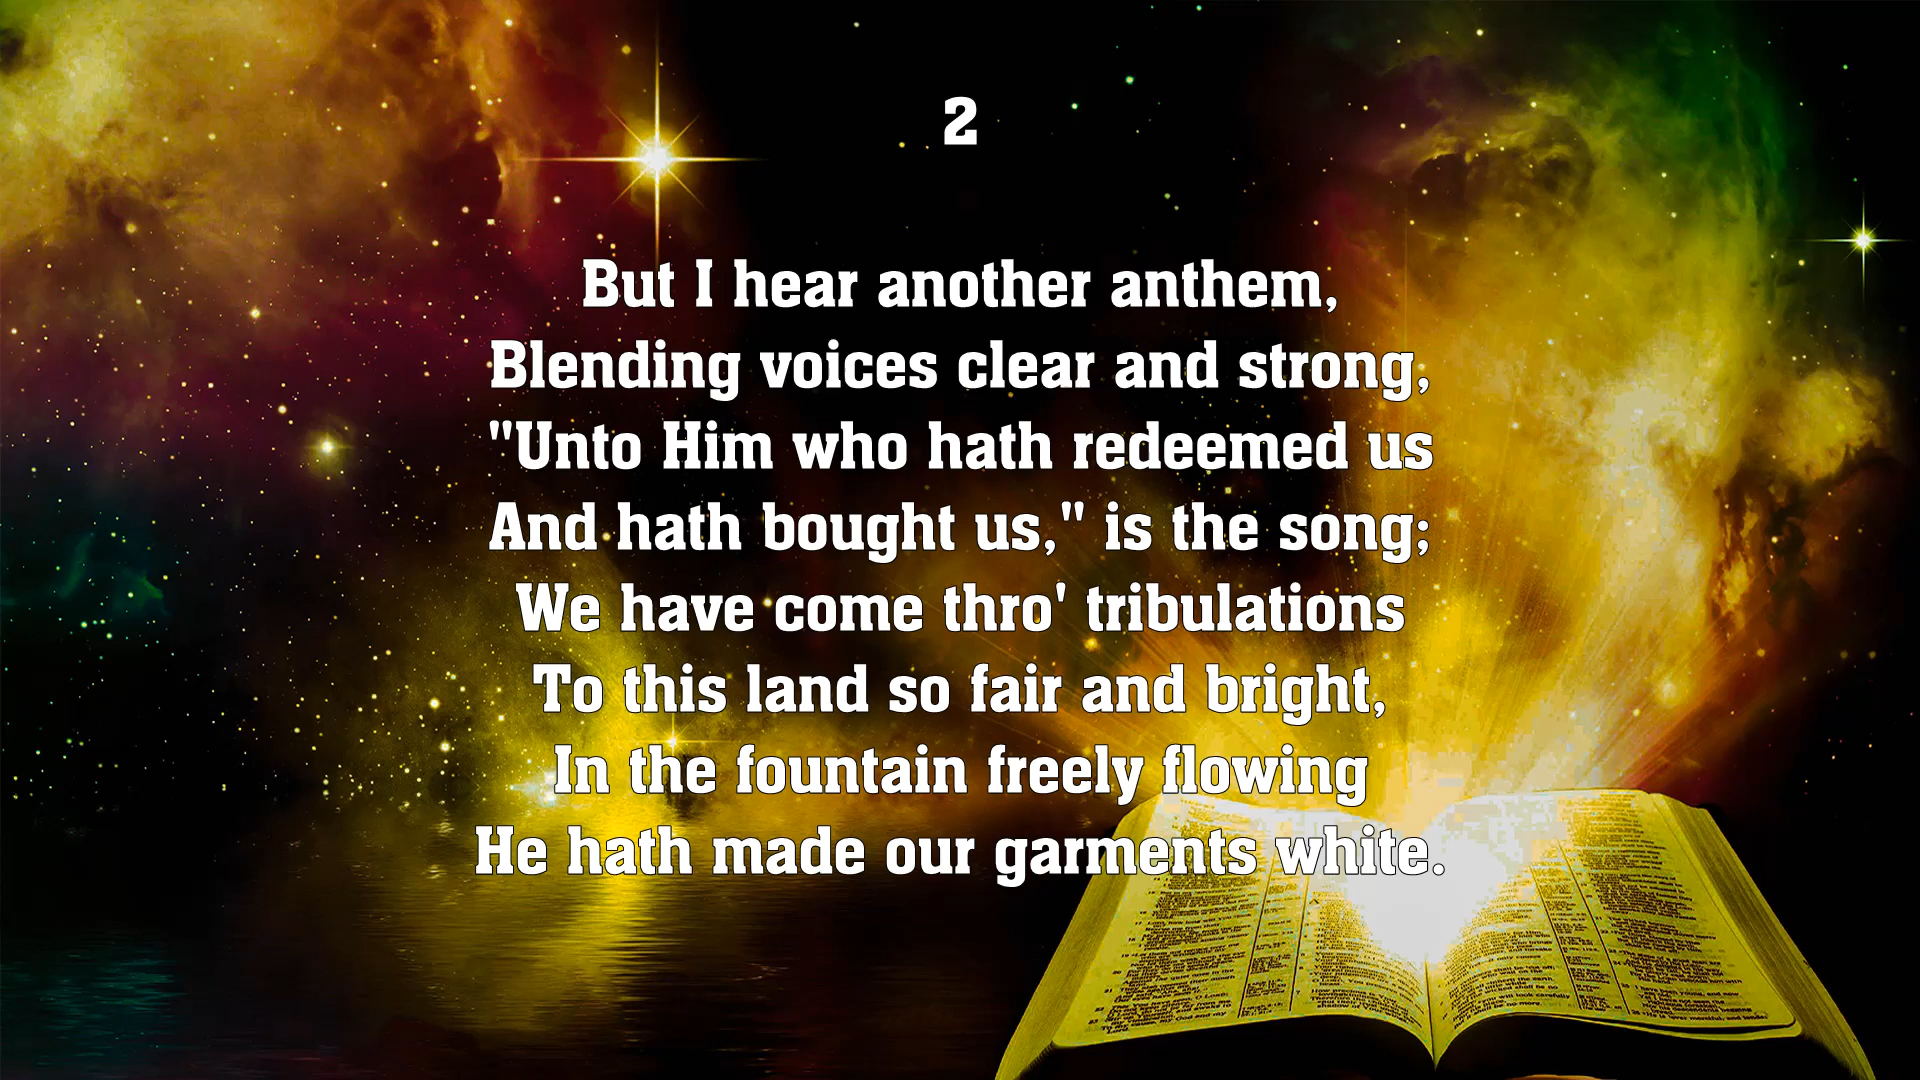 2
But I hear another anthem,
Blending voices clear and strong,
"Unto Him who hath redeemed us
And hath bought us," is the song;
We have come thro' tribulations
To this land so fair and bright,
In the fountain freely flowing
He hath made our garments white.